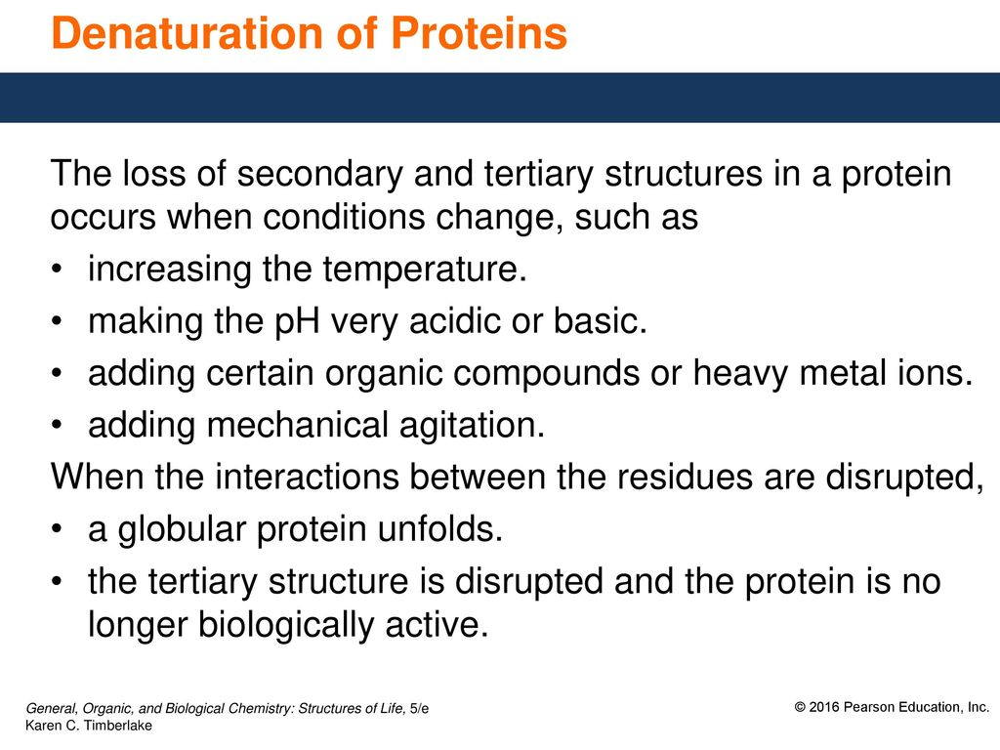 Denaturation of Proteins
The loss of secondary and tertiary structures in a protein
occurs when conditions change, such as
• increasing the temperature.
• making the pH very acidic or basic.
• adding certain organic compounds or heavy metal ions.
• adding mechanical agitation.
When the interactions between the residues are disrupted,
• a globular protein unfolds.
• the tertiary structure is disrupted and the protein is no
longer biologically active.
General, Organic, and Biological Chemistry: Structures of Life, 5/e
Karen C. Timberlake
© 2016 Pearson Education, Inc.